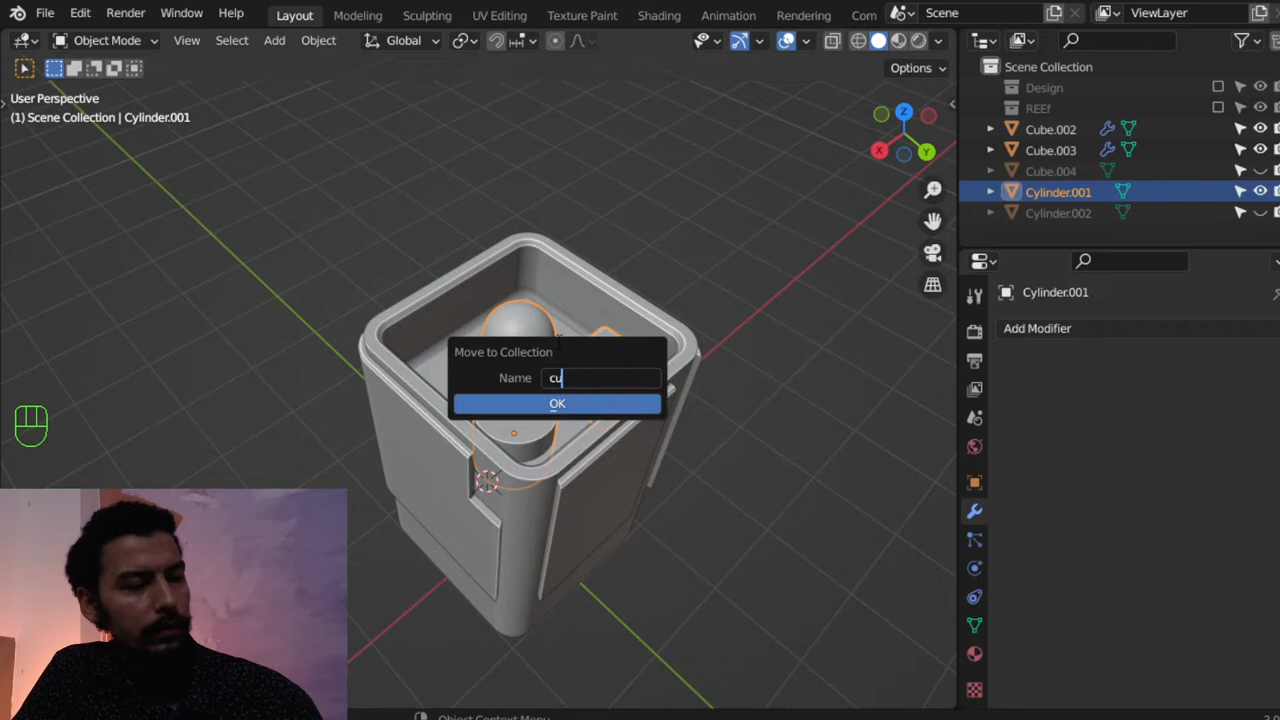 File Edit Render Window Help Layout Modeling Sculpting UV Editing Texture Paint Shading Animation Rendering Com Scene ViewLayer
Object Mode View Select Add Object Global
Options
User Perspective
(1) Scene Collection | Cylinder.001
Z
X
Y
Scene Collection
Design
REEf
Cube.002
Cube.003
Cube.004
Cylinder.001
Cylinder.002
Cylinder.001
Add Modifier
Move to Collection
Name cu
OK
Object Context Menu